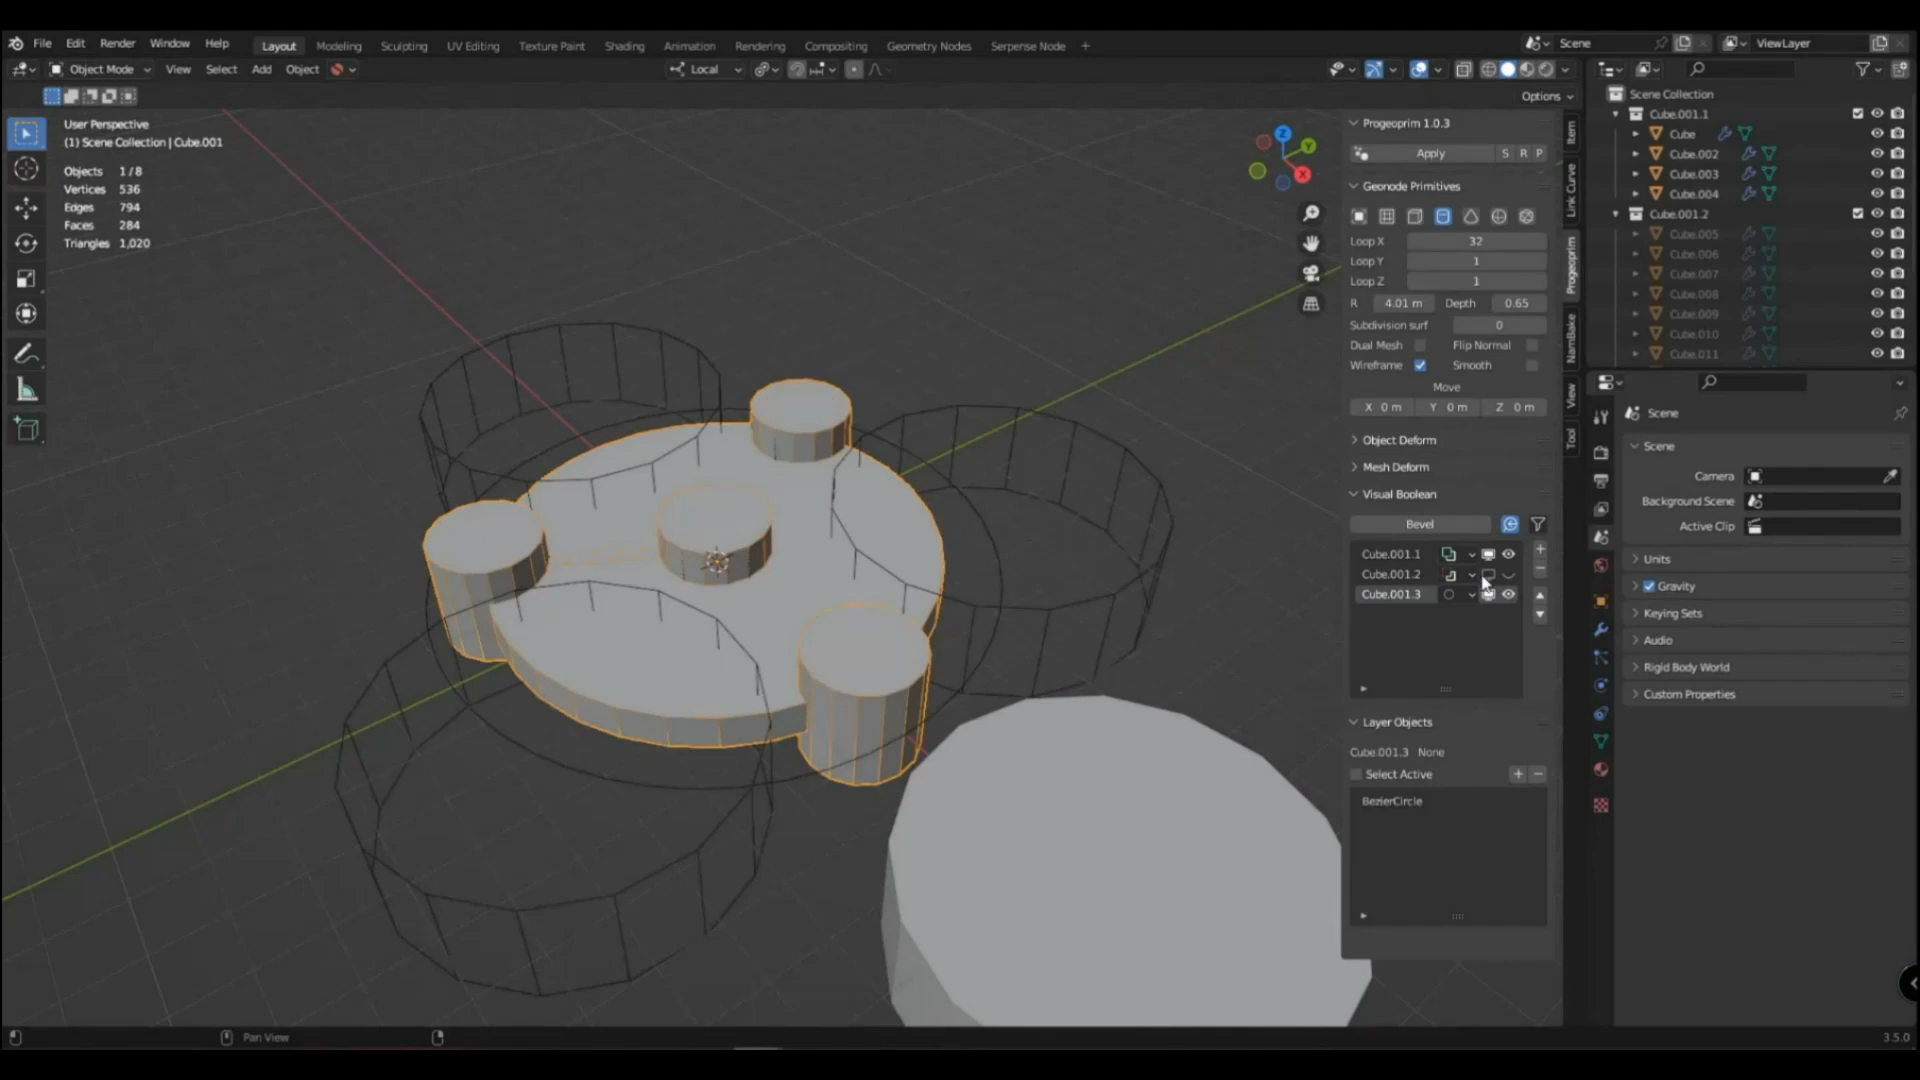 File Edit Render Window Help Layout Modeling Sculpting UV Editing Texture Paint Shading Animation Rendering Compositing Geometry Nodes Serpense Node + Scene ViewLayer
Object Mode View Select Add Object Local
Options
User Perspective
(1) Scene Collection | Cube.001
Objects 1/8
Vertices 536
Edges 794
Faces 284
Triangles 1,020
Z
Y
X
Progeoprim 1.0.3
Apply S R P
Geonode Primitives
Loop X 32
Loop Y 1
Loop Z 1
R 4.01 m Depth 0.65
Subdivision surf 0
Dual Mesh Flip Normal
Wireframe Smooth
Move
X 0 m Y 0 m Z 0 m
Object Deform
Mesh Deform
Visual Boolean
Bevel
Cube.001.1
Cube.001.2
Cube.001.3
Layer Objects
Cube.001.3 None
Select Active
BezierCircle
Item
Link Curve
Progeoprim
NamBake
View
Tool
Scene Collection
Cube.001.1
Cube
Cube.002
Cube.003
Cube.004
Cube.001.2
Cube.005
Cube.006
Cube.007
Cube.008
Cube.009
Cube.010
Cube.011
Scene
Scene
Camera
Background Scene
Active Clip
Units
Gravity
Keying Sets
Audio
Rigid Body World
Custom Properties
Pan View
3.5.0